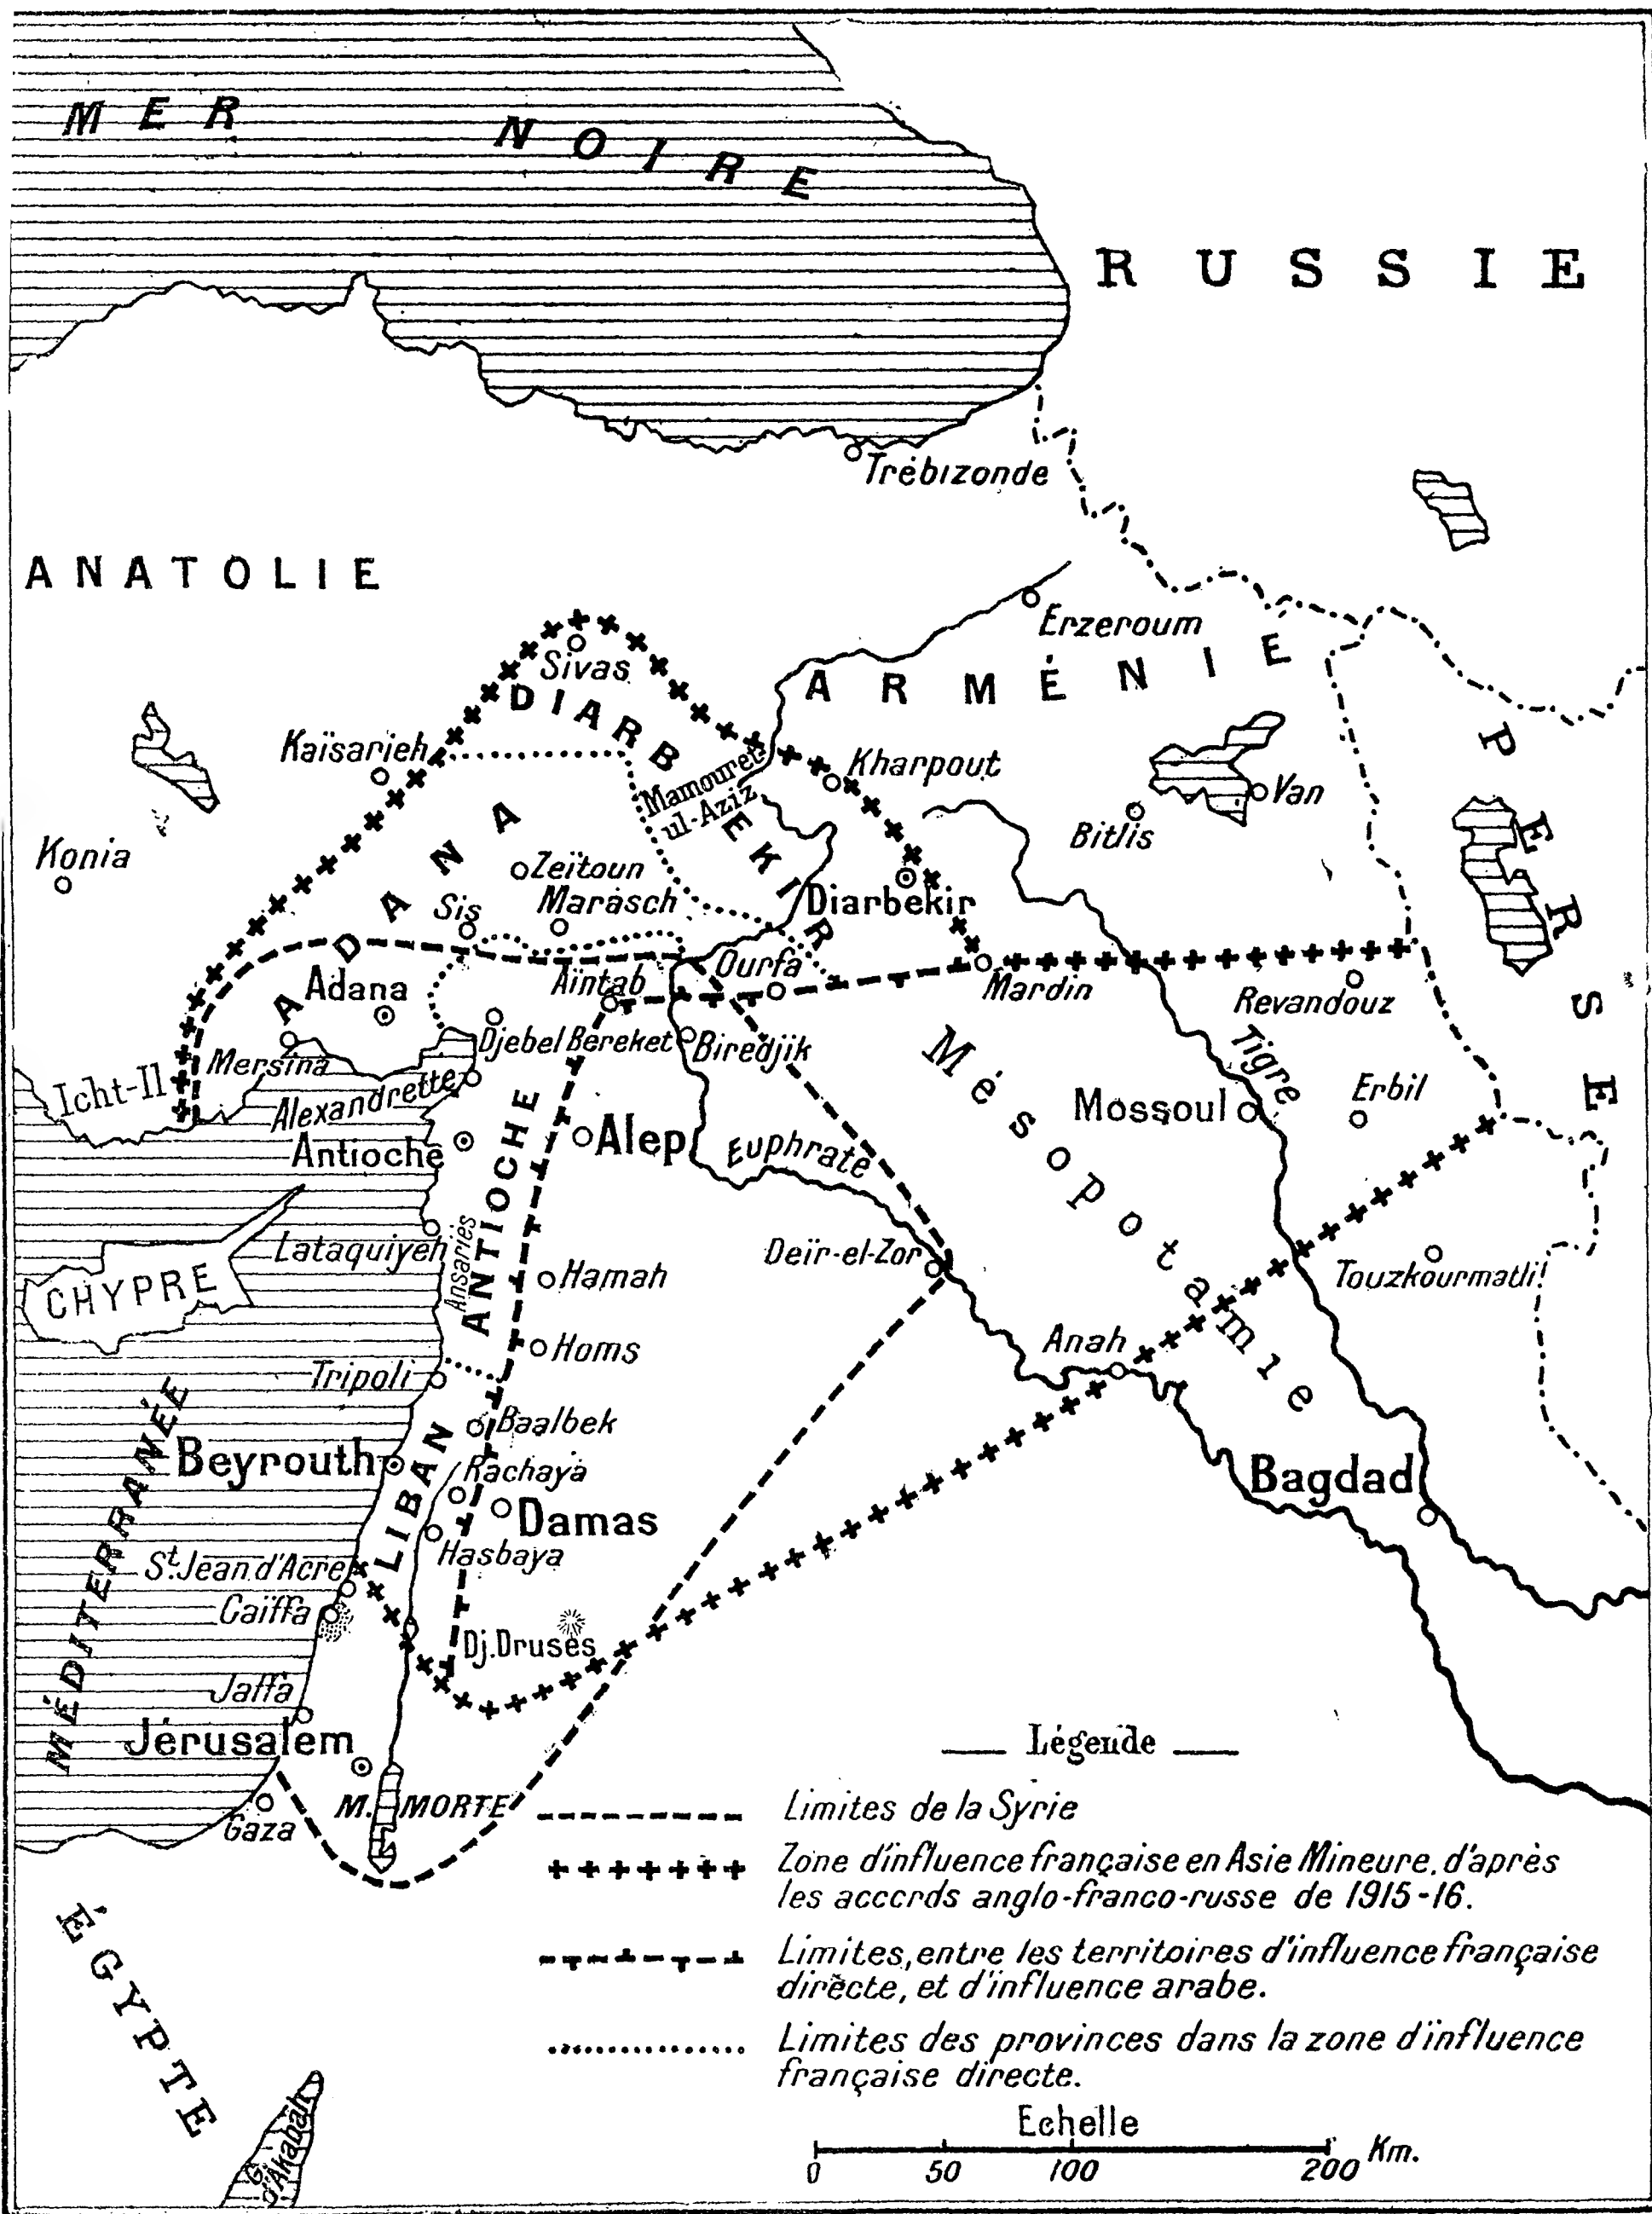 MER NOIRE
RUSSIE
Trébizonde
ANATOLIE
Erzeroum
ARMÉNIE
Sivas
DIARBEKIR
PERSE
Kaïsarieh
Mamouret-
ul-Aziz
Kharpout
Van
Bitlis
Konia
ADANA
Zeïtoun
Sis
Marasch
Diarbekir
Adana
Aïntab
Ourfa
Mardin
Revandouz
Djebel Bereket
Biredjik
Mésopotamie
Tigre
Mersina
Icht-Il
Alexandrette
Mossoul
Erbil
Antioche
ANTIOCHE
Alep
Euphrate
Lataquiyeh
Ansaries
CHYPRE
Hamah
Deïr-el-Zor
Touzkourmatli
Homs
Anah
Tripoli
MÉDITERRANÉE
Baalbek
Beyrouth
LIBAN
Rachaya
Bagdad
Damas
Hasbaya
St. Jean d'Acre
Caïffa
Dj. Druses
Jaffa
Jérusalem
M. MORTE
Gaza
ÉGYPTE
G. d'Akabah
Légende
Limites de la Syrie
Zone d'influence française en Asie Mineure, d'après
les acccrds anglo-franco-russe de 1915-16.
Limites, entre les territoires d'influence française
directe, et d'influence arabe.
Limites des provinces dans la zone d'influence
française directe.
Echelle
0 50 100 200 Km.